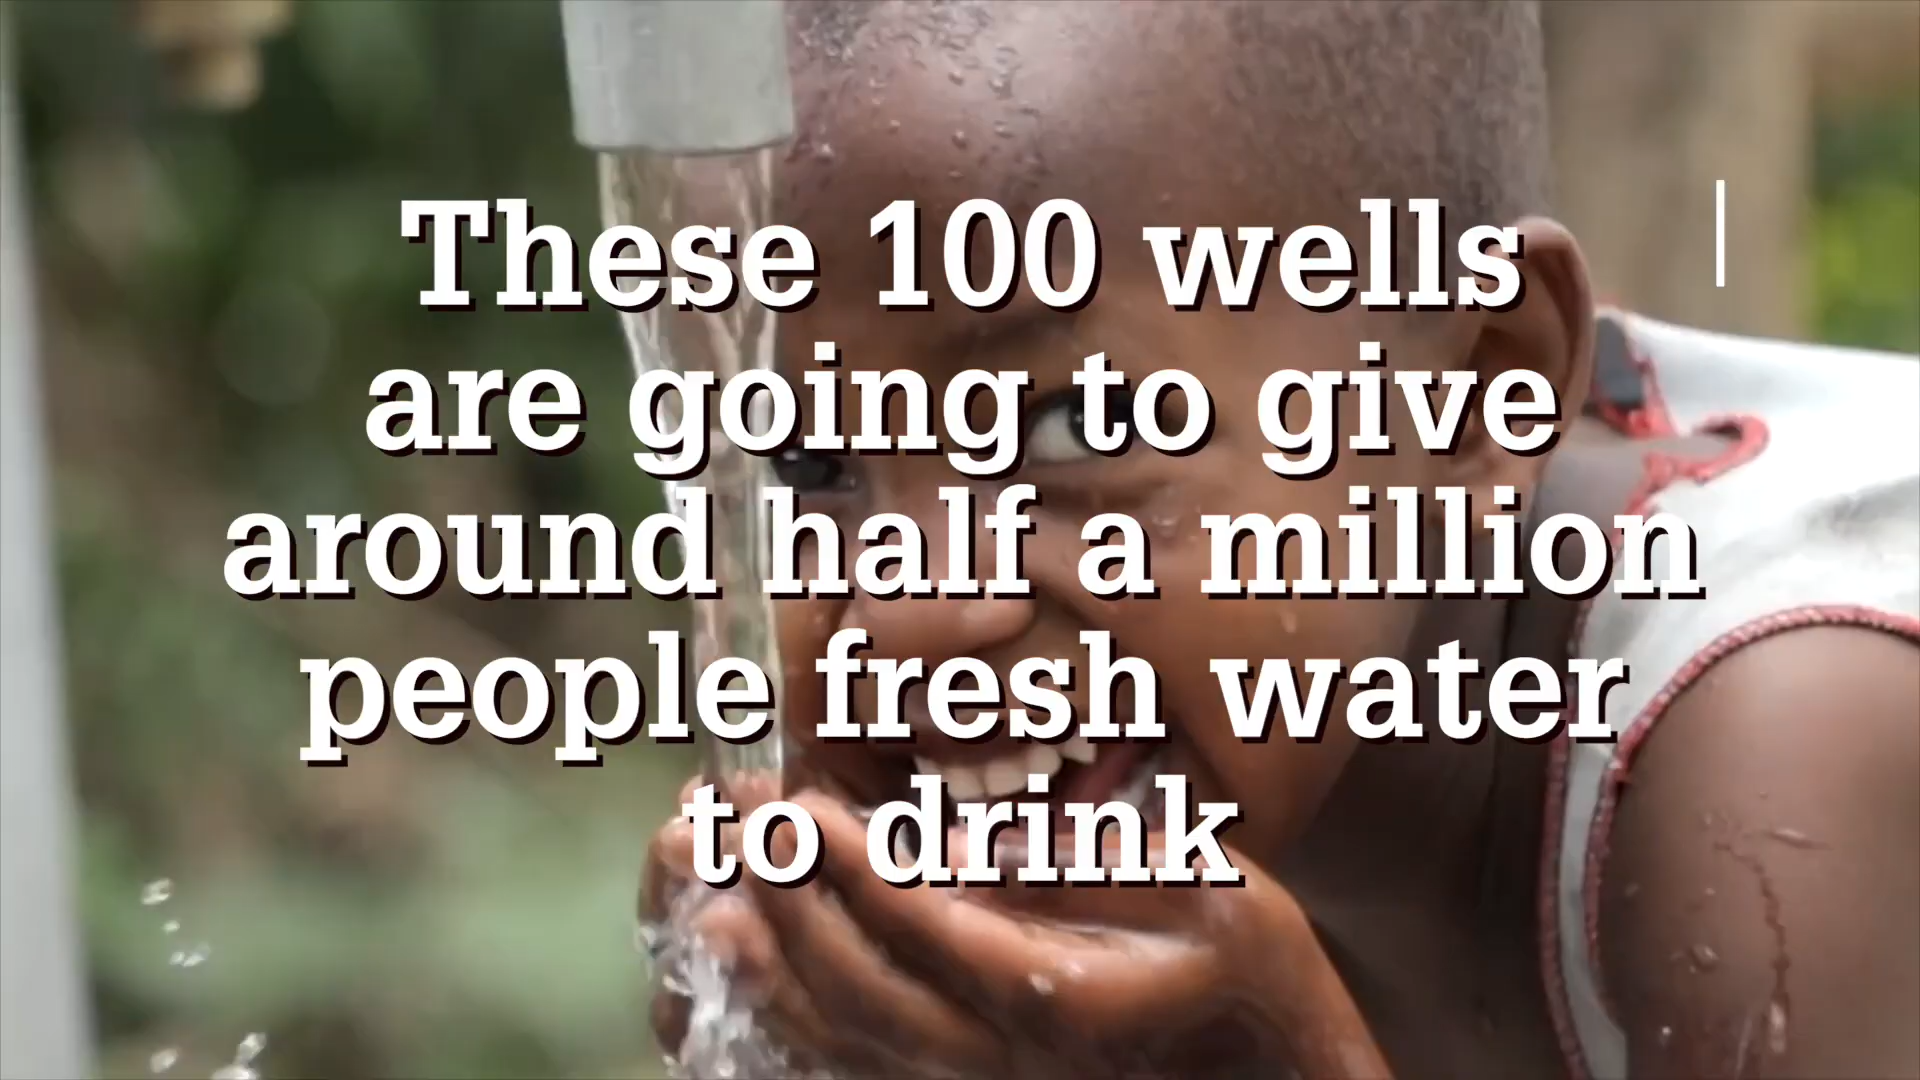 These 100 wells
are going to give
around half a million
people fresh water
to drink